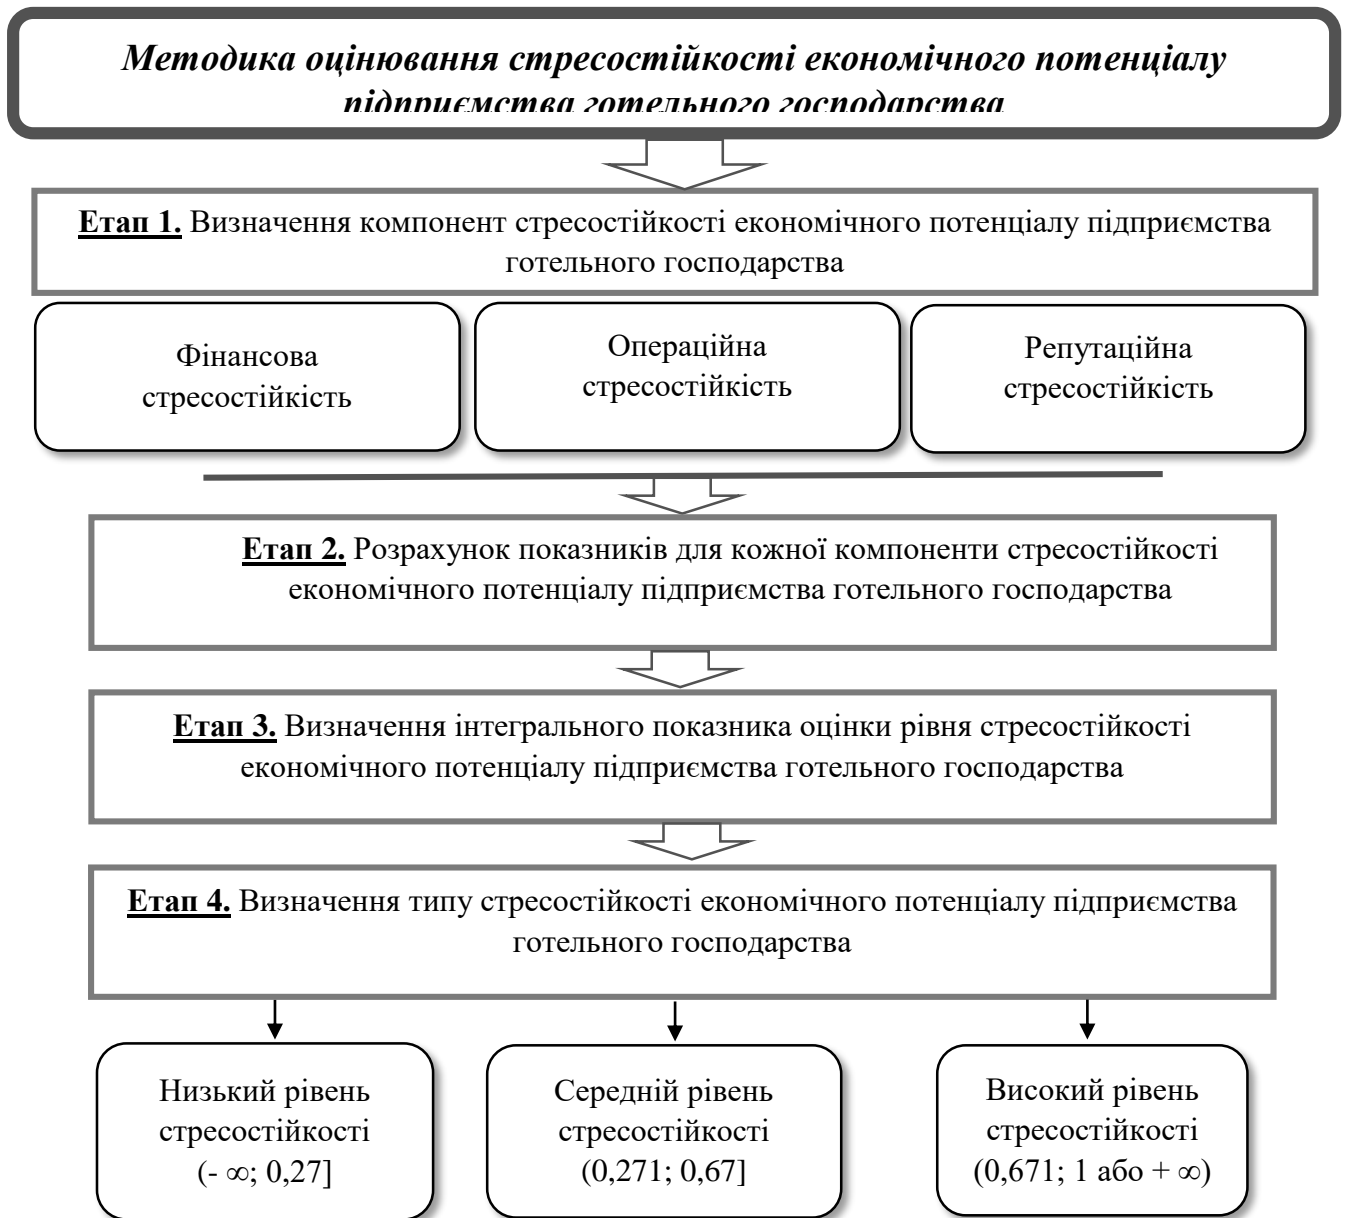 Методика оцінювання стресостійкості економічного потенціалу
підприємства готельного господарства
Етап 1. Визначення компонент стресостійкості економічного потенціалу підприємства
готельного господарства
Фінансова
стресостійкість
Операційна
стресостійкість
Репутаційна
стресостійкість
Етап 2. Розрахунок показників для кожної компоненти стресостійкості
економічного потенціалу підприємства готельного господарства
Етап 3. Визначення інтегрального показника оцінки рівня стресостійкості
економічного потенціалу підприємства готельного господарства
Етап 4. Визначення типу стресостійкості економічного потенціалу підприємства
готельного господарства
Низький рівень
стресостійкості
(- ∞; 0,27]
Середній рівень
стресостійкості
(0,271; 0,67]
Високий рівень
стресостійкості
(0,671; 1 або + ∞)